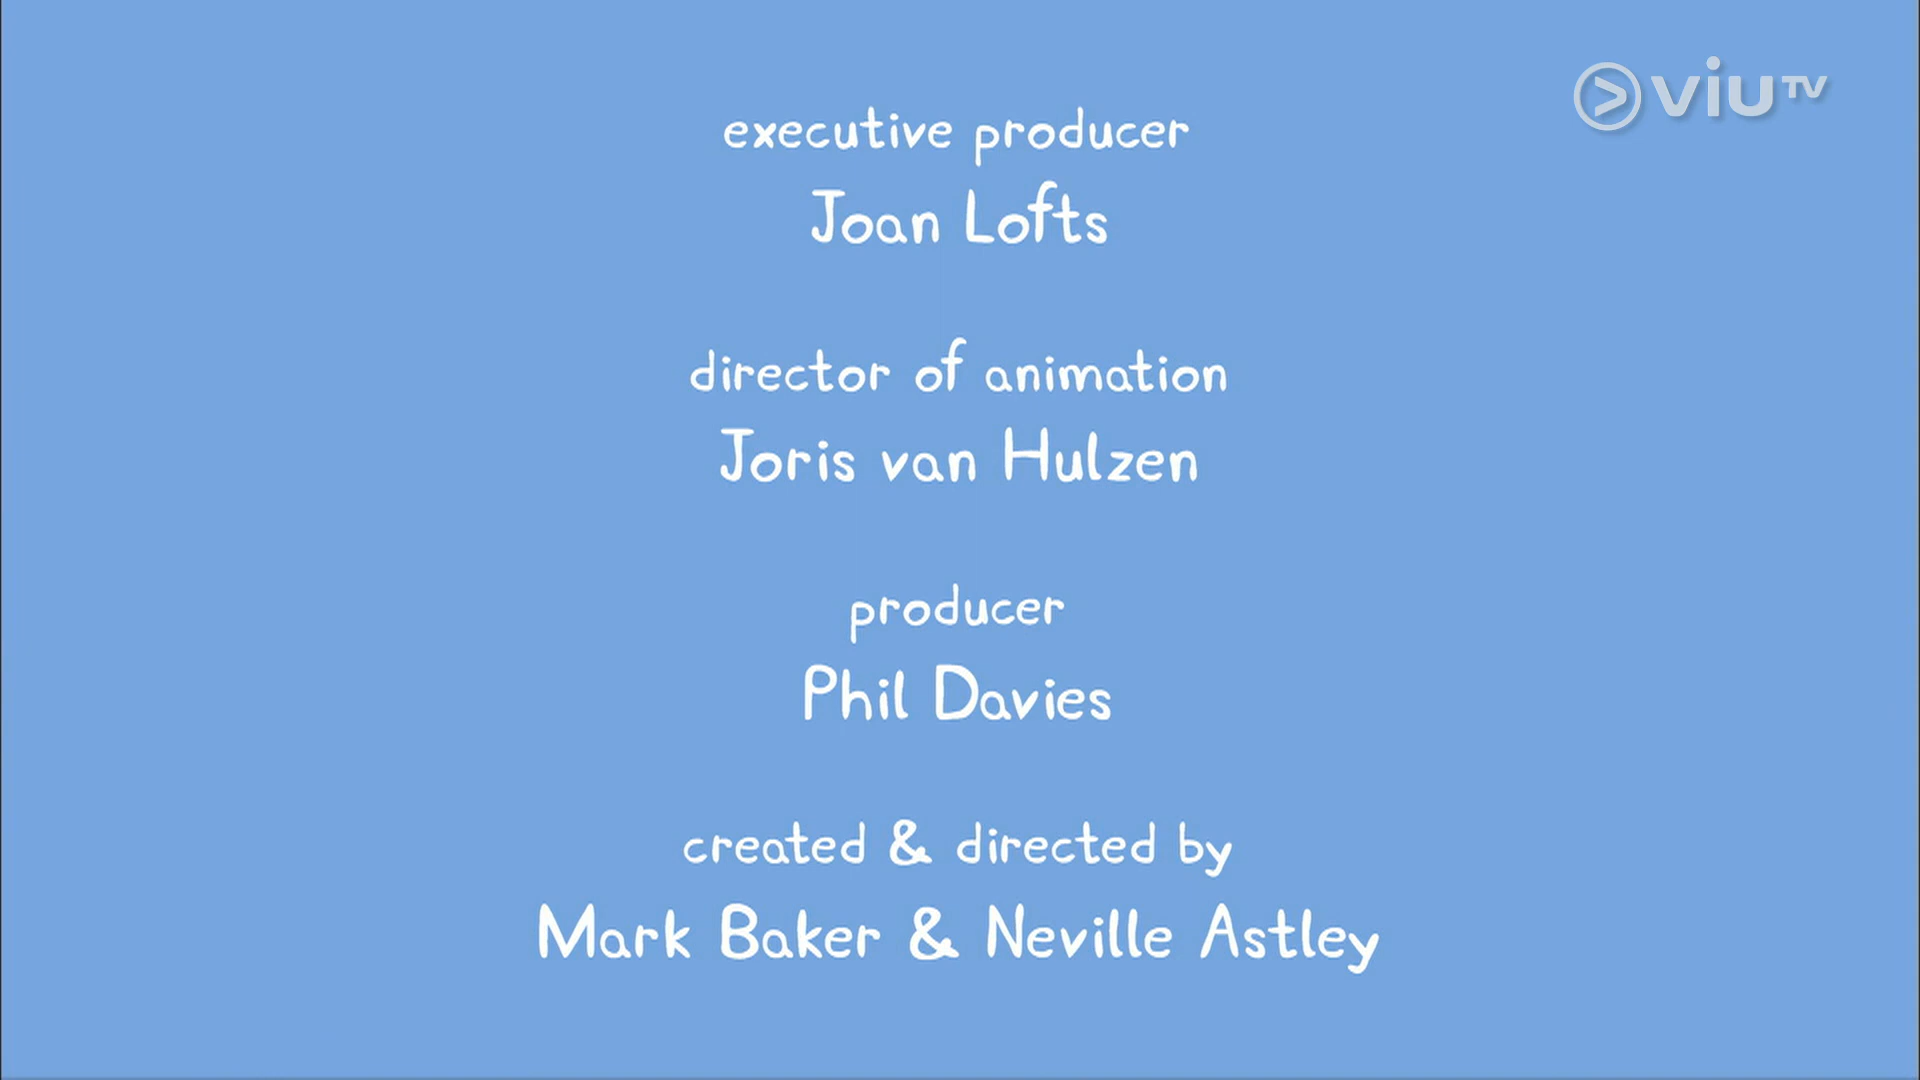 viuTV
executive producer
Joan Lofts
director of animation
Joris van Hulzen
producer
Phil Davies
created & directed by
Mark Baker & Neville Astley